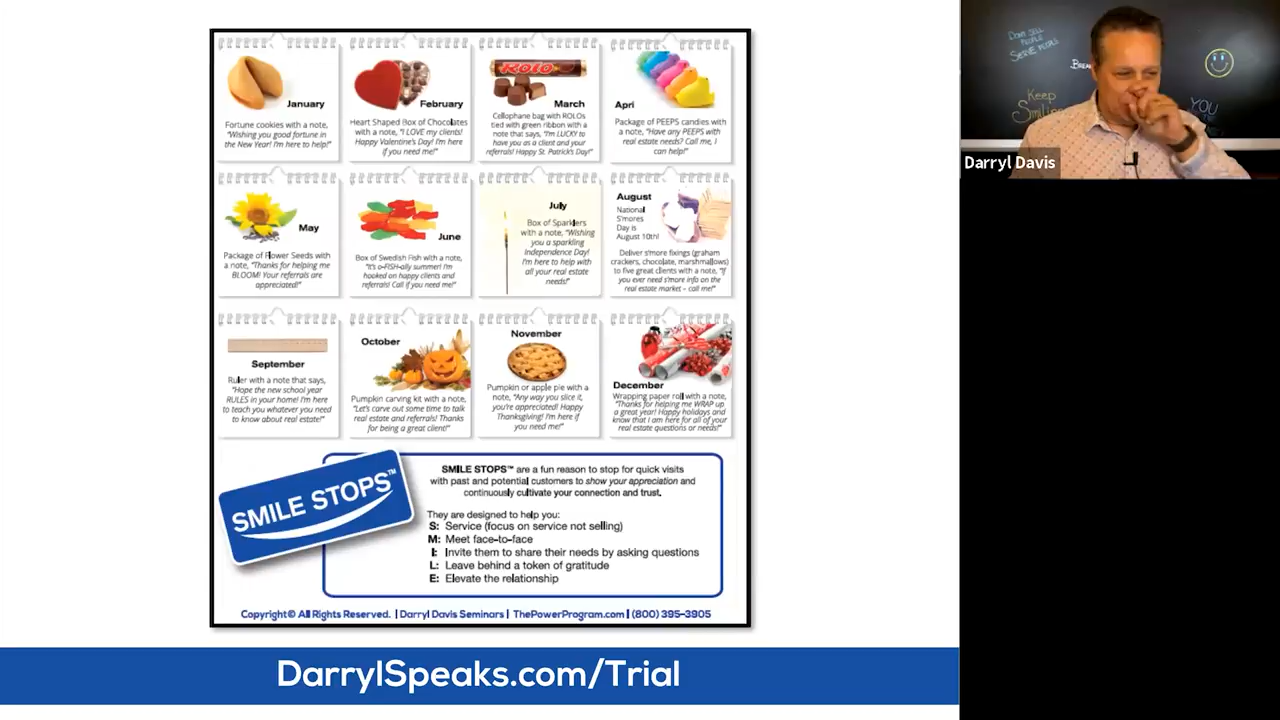 January
Fortune cookies with a note,
"Wishing you good fortune in
the New Year! I'm here to help!"
February
Heart Shaped Box of Chocolates
with a note, "I LOVE my clients!
Happy Valentine's Day! I'm here
if you need me!"
ROLO
March
Cellophane bag with ROLOs
tied with green ribbon with a
note that says, "I'm LUCKY to
have you as a client and your
referrals! Happy St. Patrick's Day!"
Apri
Package of PEEPS candies with
a note, "Have any PEEPS with
real estate needs? Call me, I
can help!"
May
Package of Flower Seeds with
a note, "Thanks for helping me
BLOOM! Your referrals are
appreciated!"
June
Box of Swedish Fish with a note,
"It's o-FISH-ally summer! I'm
hooked on happy clients and
referrals! Call if you need me!"
July
Box of Sparklers
with a note, "Wishing
you a sparkling
Independence Day!
I'm here to help with
all your real estate
needs!"
August
National
S'mores
Day is
August 10th!
Deliver s'more fixings (graham
crackers, chocolate, marshmallows)
to five great clients with a note, "If
you ever need s'more info on the
real estate market – call me!"
September
Ruler with a note that says,
"Hope the new school year
RULES in your home! I'm here
to teach you whatever you need
to know about real estate!"
October
Pumpkin carving kit with a note,
"Let's carve out some time to talk
real estate and referrals! Thanks
for being a great client!"
November
Pumpkin or apple pie with a
note, "Any way you slice it,
you're appreciated! Happy
Thanksgiving! I'm here if
you need me!"
December
Wrapping paper roll with a note,
"Thanks for helping me WRAP up
a great year! Happy holidays and
know that I am here for all of your
real estate questions or needs!"
SMILE STOPS™
SMILE STOPS™ are a fun reason to stop for quick visits
with past and potential customers to show your appreciation and
continuously cultivate your connection and trust.
They are designed to help you:
S: Service (focus on service not selling)
M: Meet face-to-face
I: Invite them to share their needs by asking questions
L: Leave behind a token of gratitude
E: Elevate the relationship
Copyright© All Rights Reserved. | Darryl Davis Seminars | ThePowerProgram.com | (800) 395-3905
DarrylSpeaks.com/Trial
DON'T SELL
PEOPLE
SERVE PEOPLE
BREA
Keep
Smiling
YOU
Darryl Davis